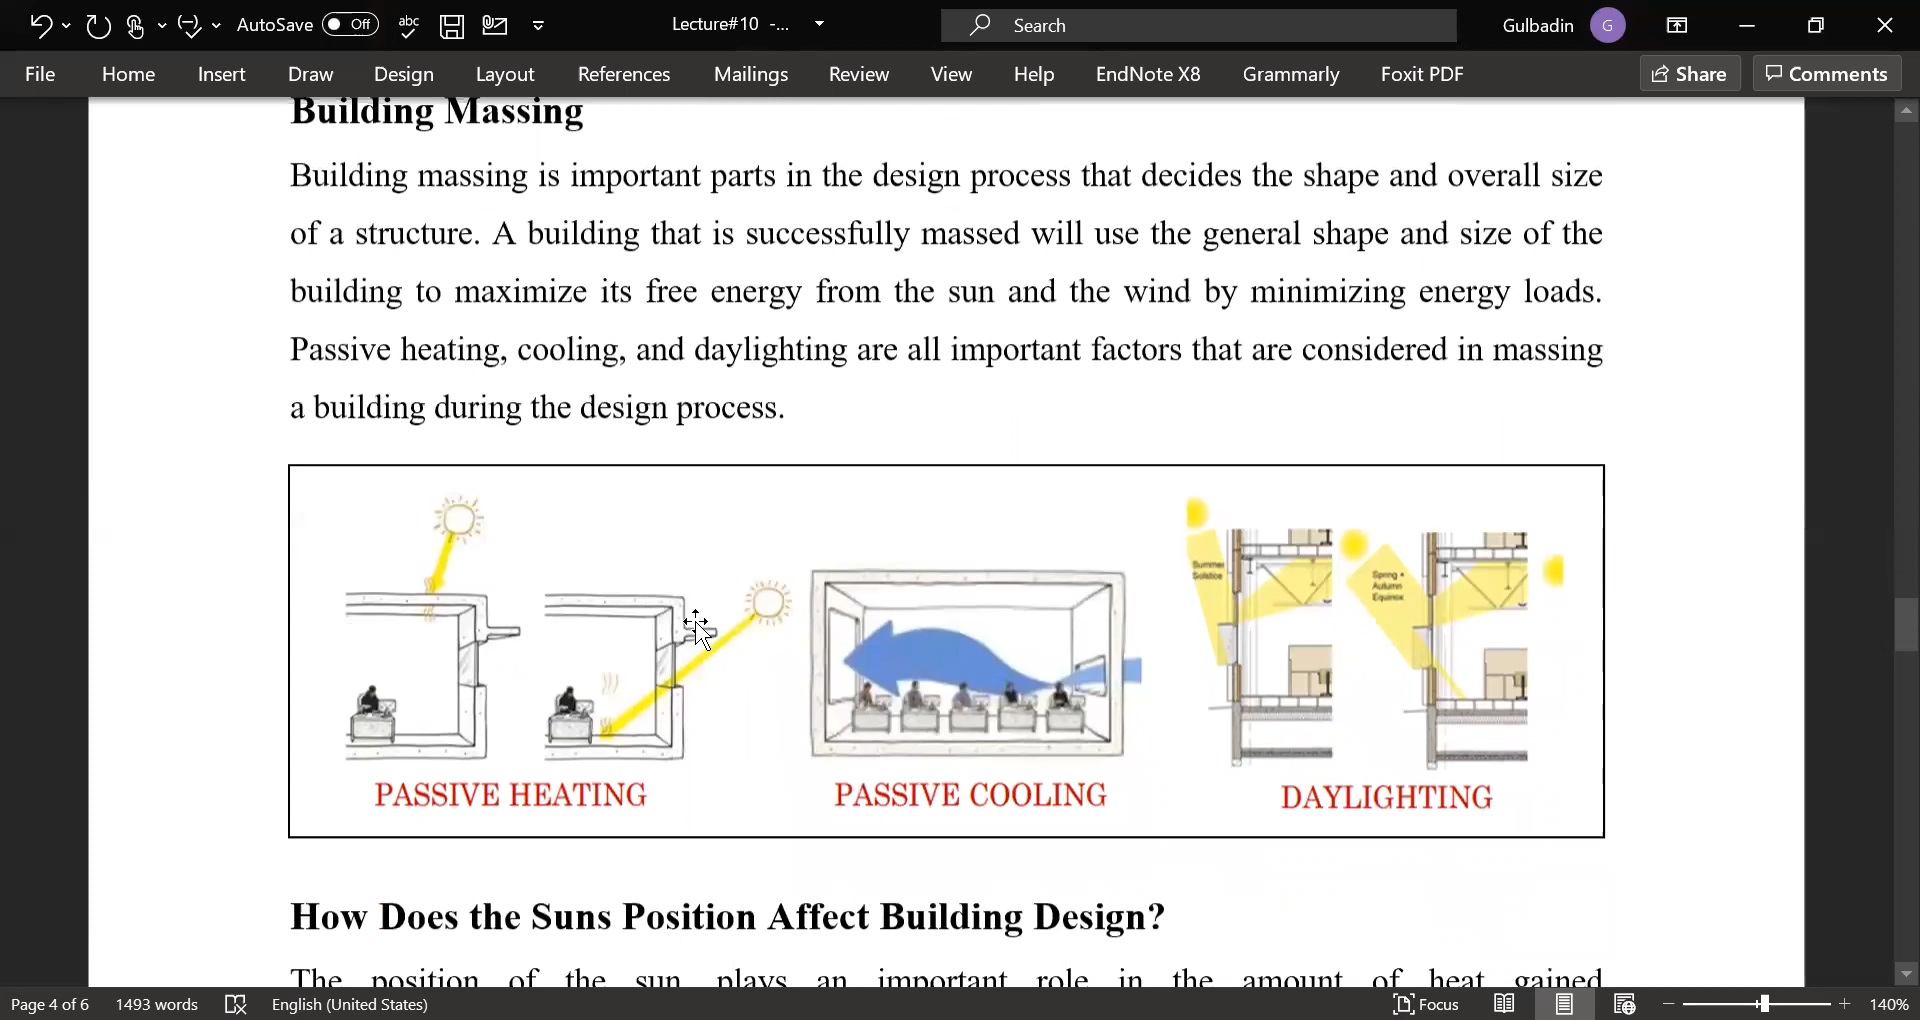 AutoSave Off abc Lecture#10 -... Search Gulbadin G
File Home Insert Draw Design Layout References Mailings Review View Help EndNote X8 Grammarly Foxit PDF Share Comments
Building Massing
Building massing is important parts in the design process that decides the shape and overall size
of a structure. A building that is successfully massed will use the general shape and size of the
building to maximize its free energy from the sun and the wind by minimizing energy loads.
Passive heating, cooling, and daylighting are all important factors that are considered in massing
a building during the design process.
Summer
Solstice
Spring +
Autumn
Equinox
PASSIVE HEATING
PASSIVE COOLING
DAYLIGHTING
How Does the Suns Position Affect Building Design?
The position of the sun plays an important role in the amount of heat gained
Page 4 of 6 1493 words English (United States) Focus 140%